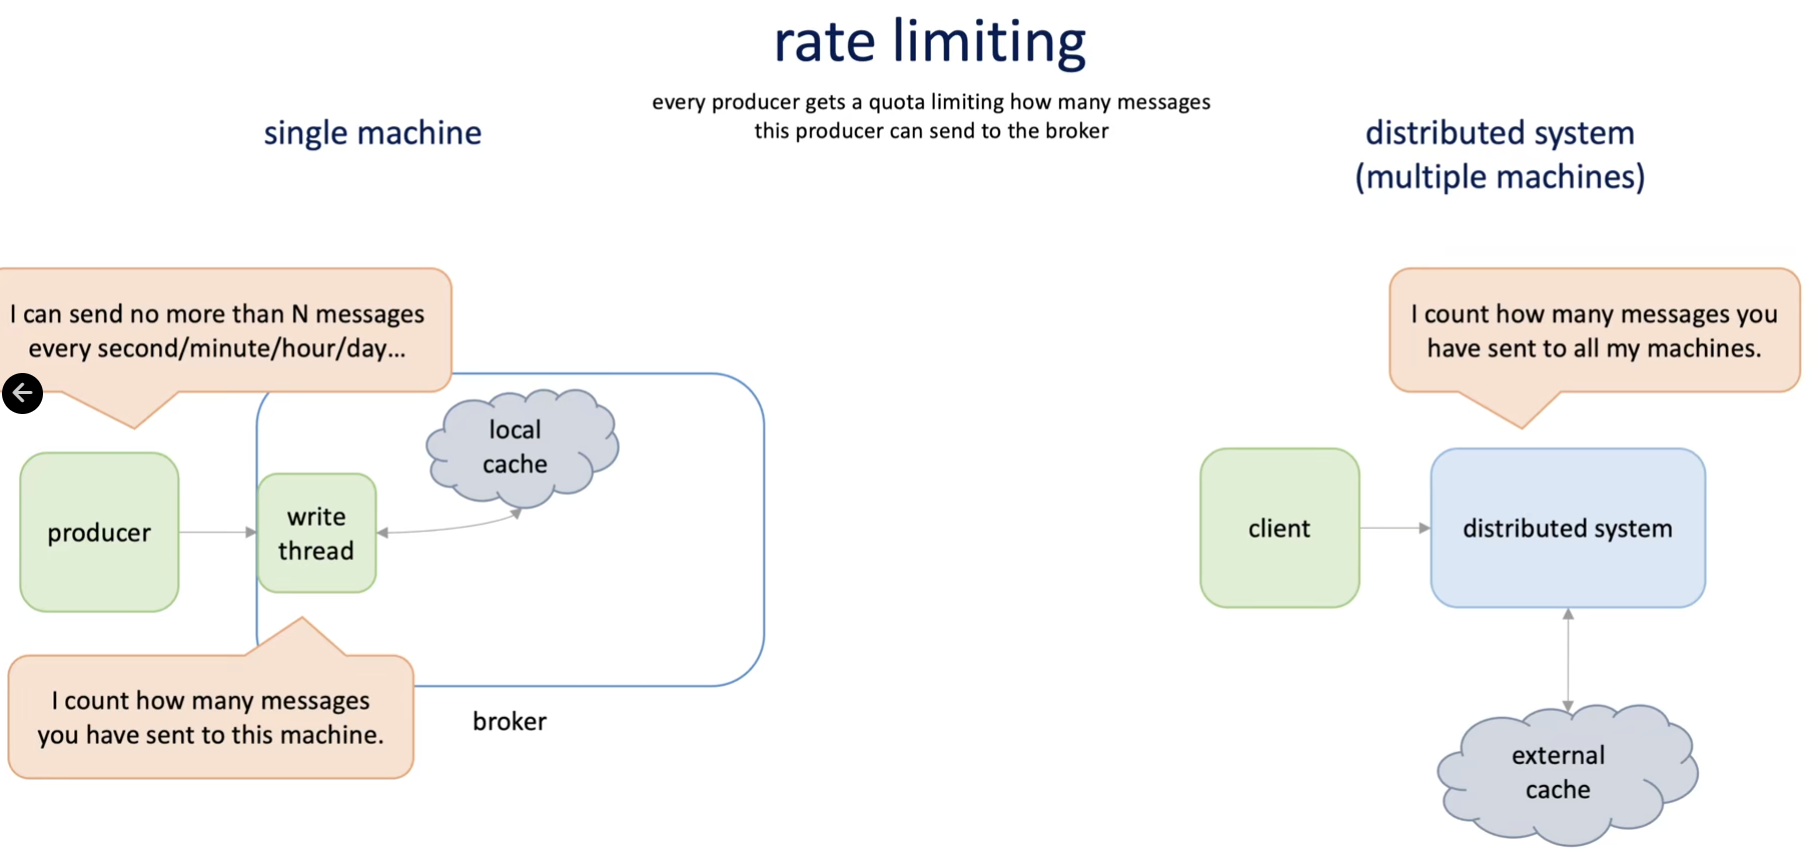 rate limiting
every producer gets a quota limiting how many messages
this producer can send to the broker
single machine
I can send no more than N messages
every second/minute/hour/day...
local
cache
producer
write
thread
I count how many messages
you have sent to this machine.
broker
distributed system
(multiple machines)
I count how many messages you
have sent to all my machines.
client
distributed system
external
cache